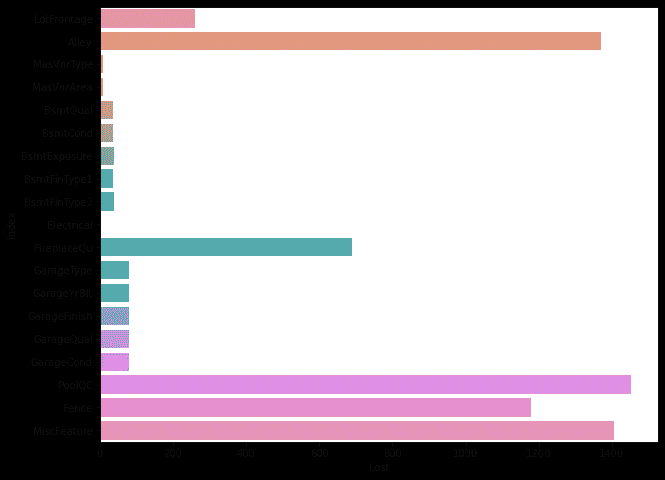 LotFrontage
Alley
MasVnrType
MasVnrArea
BsmtQual
BsmtCond
BsmtExposure
BsmtFinType1
BsmtFinType2
Electrical
FireplaceQu
GarageType
GarageYrBlt
GarageFinish
GarageQual
GarageCond
PoolQC
Fence
MiscFeature
index
0 200 400 600 800 1000 1200 1400
Lost